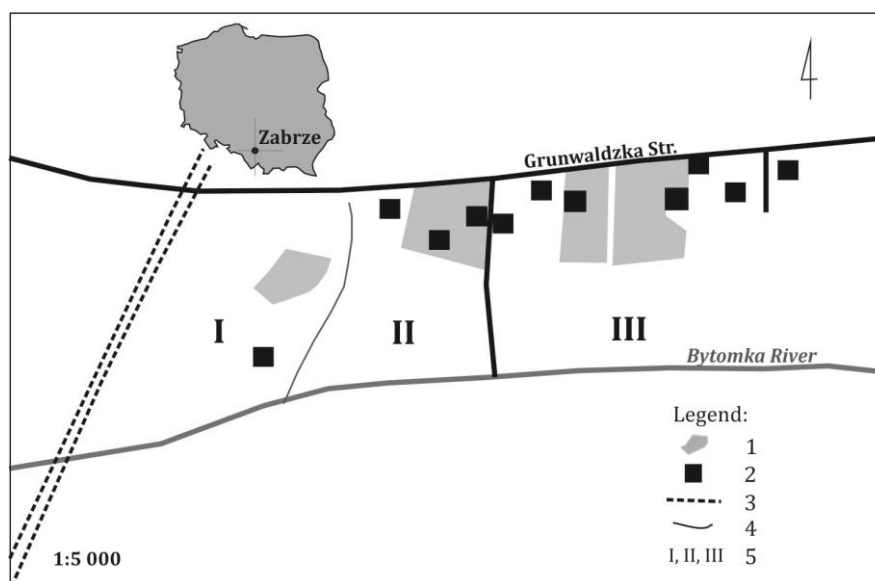 Zabrze
Grunwaldzka Str.
I
II
III
Bytomka River
Legend:
1
2
3
4
I, II, III 5
1:5 000